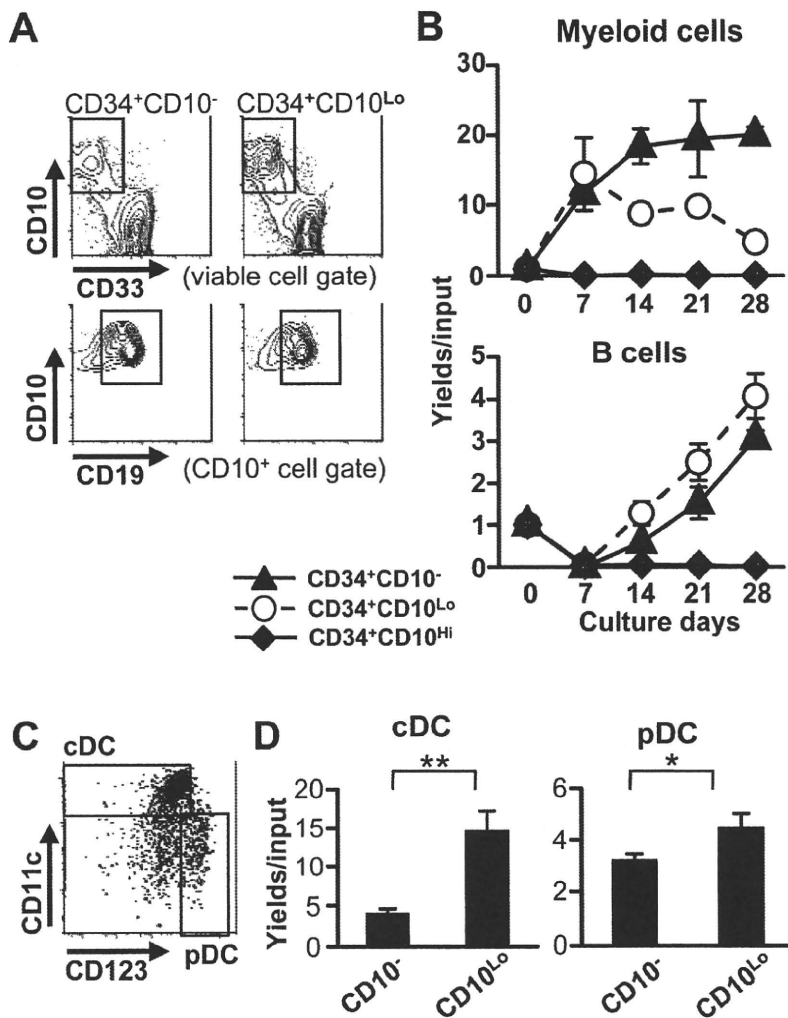 A
CD34⁺CD10⁻ CD34⁺CD10ᴸᵒ
CD10
CD33 (viable cell gate)
CD10
CD19 (CD10⁺ cell gate)
B
Myeloid cells
30
20
10
0
0 7 14 21 28
B cells
5
4
3
2
1
0
0 7 14 21 28
Yields/input
Culture days
CD34⁺CD10⁻
CD34⁺CD10ᴸᵒ
CD34⁺CD10ᴴⁱ
C
cDC
CD11c
CD123 pDC
D
cDC
**
20
15
10
5
0
Yields/input
CD10⁻ CD10ᴸᵒ
pDC
*
6
4
2
0
CD10⁻ CD10ᴸᵒ